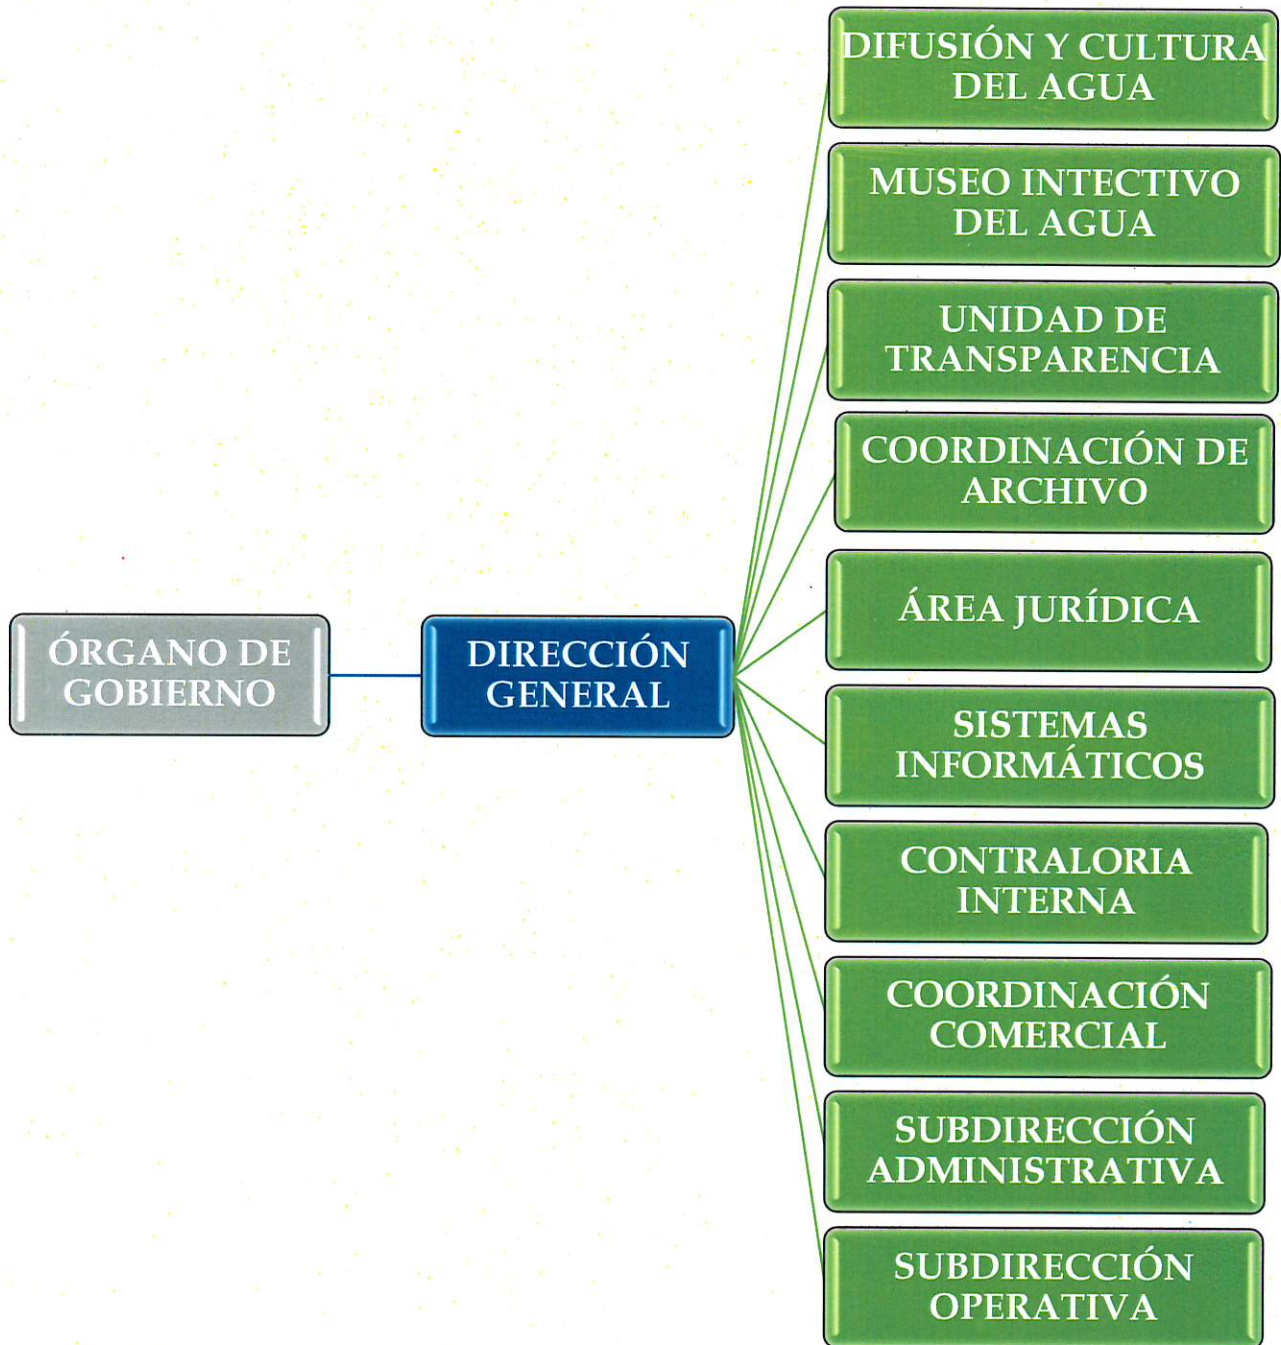 DIFUSIÓN Y CULTURA
DEL AGUA
MUSEO INTECTIVO
DEL AGUA
UNIDAD DE
TRANSPARENCIA
COORDINACIÓN DE
ARCHIVO
ÁREA JURÍDICA
ÓRGANO DE
GOBIERNO
DIRECCIÓN
GENERAL
SISTEMAS
INFORMÁTICOS
CONTRALORIA
INTERNA
COORDINACIÓN
COMERCIAL
SUBDIRECCIÓN
ADMINISTRATIVA
SUBDIRECCIÓN
OPERATIVA